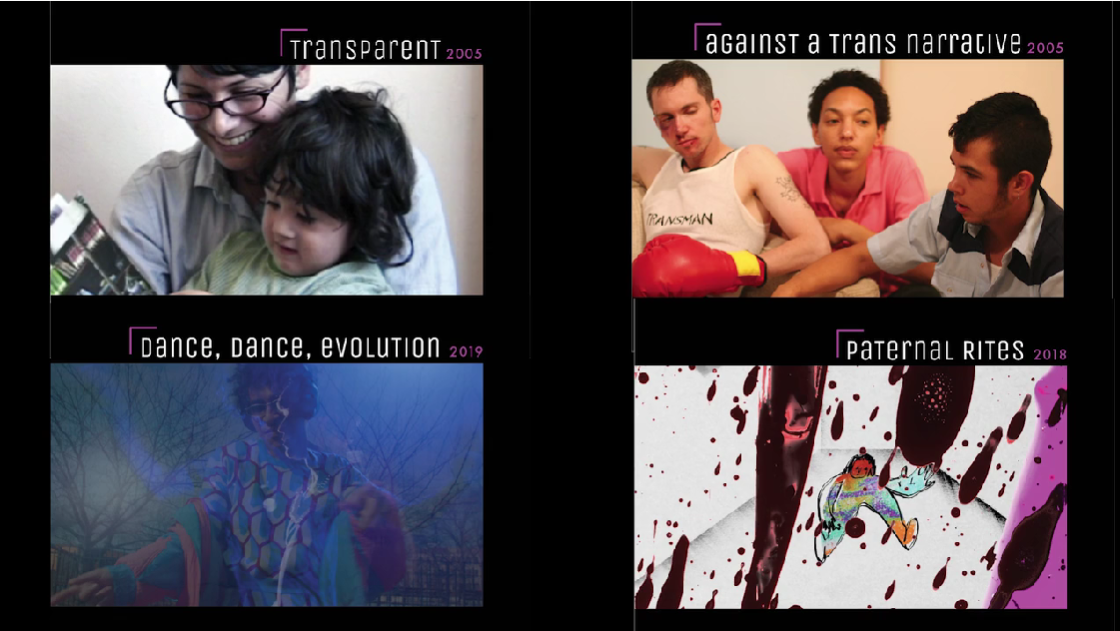 Transparent 2005
against a trans narrative 2005
TRANSMAN
Dance, Dance, Evolution 2019
Paternal Rites 2018